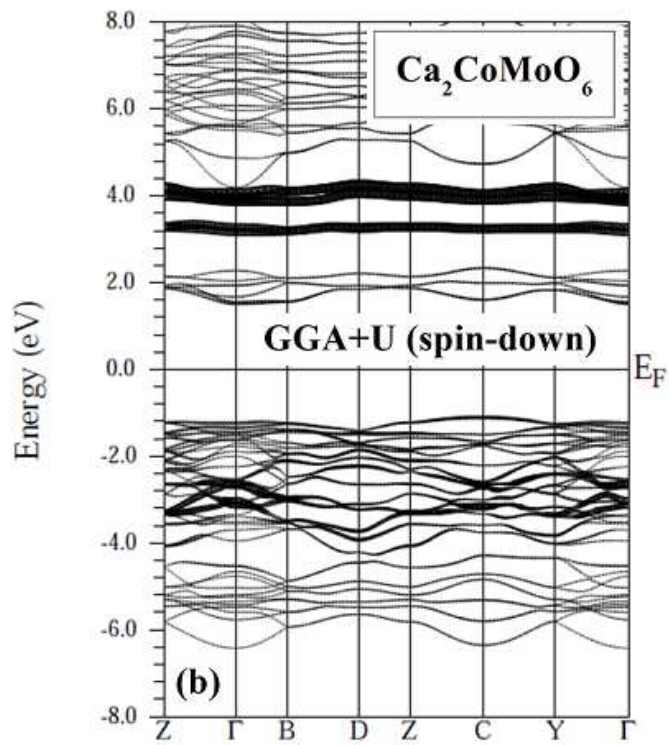 8.0
Ca₂CoMoO₆
6.0
4.0
2.0
GGA+U (spin-down)
0.0
E_F
Energy (eV)
-2.0
-4.0
-6.0
(b)
-8.0
Z Γ B D Z C Y Γ